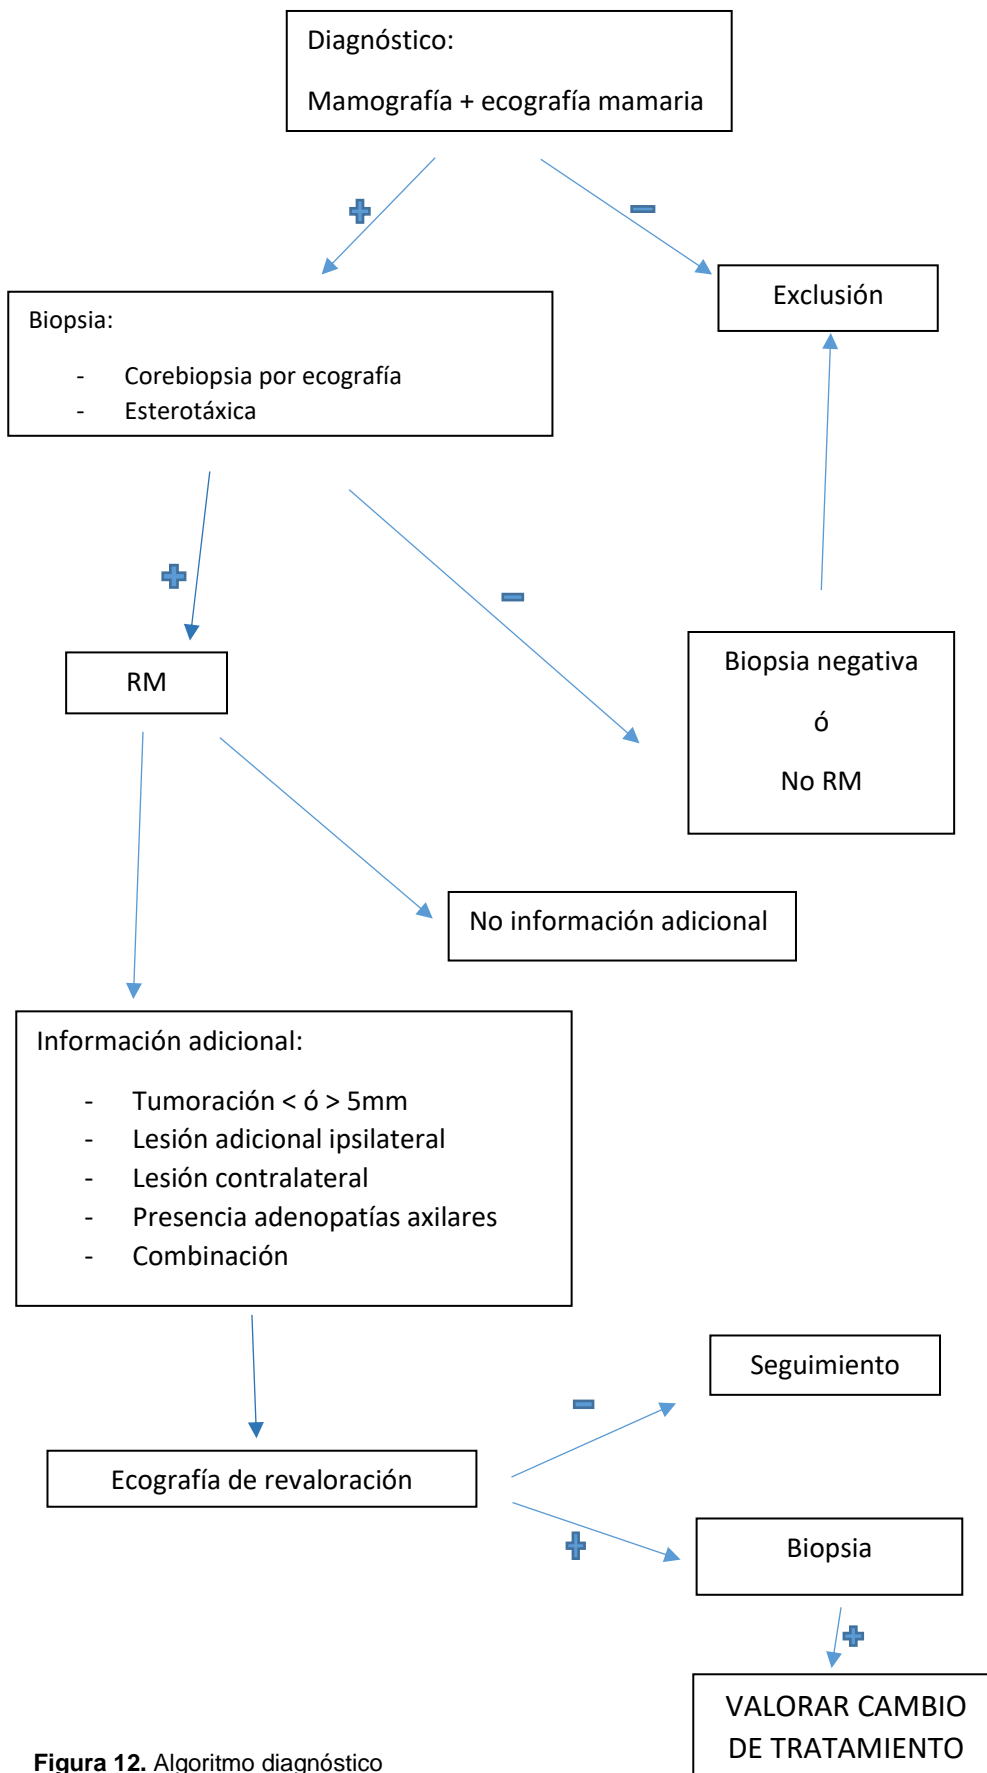 Diagnóstico:
Mamografía + ecografía mamaria
Exclusión
Biopsia:
- Corebiopsia por ecografía
- Esterotáxica
Biopsia negativa
ó
No RM
RM
No información adicional
Información adicional:
- Tumoración < ó > 5mm
- Lesión adicional ipsilateral
- Lesión contralateral
- Presencia adenopatías axilares
- Combinación
Seguimiento
Ecografía de revaloración
Biopsia
VALORAR CAMBIO
DE TRATAMIENTO
Figura 12. Algoritmo diagnóstico